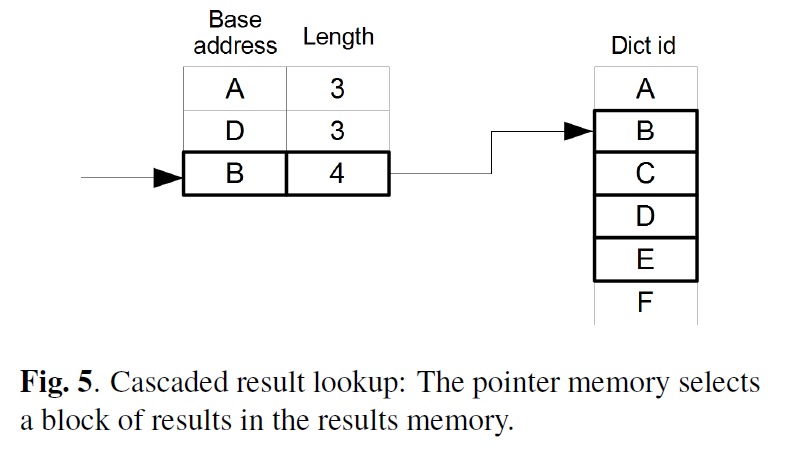 Base address Length
A 3
D 3
B 4
Dict id
A
B
C
D
E
F
Fig. 5. Cascaded result lookup: The pointer memory selects
a block of results in the results memory.